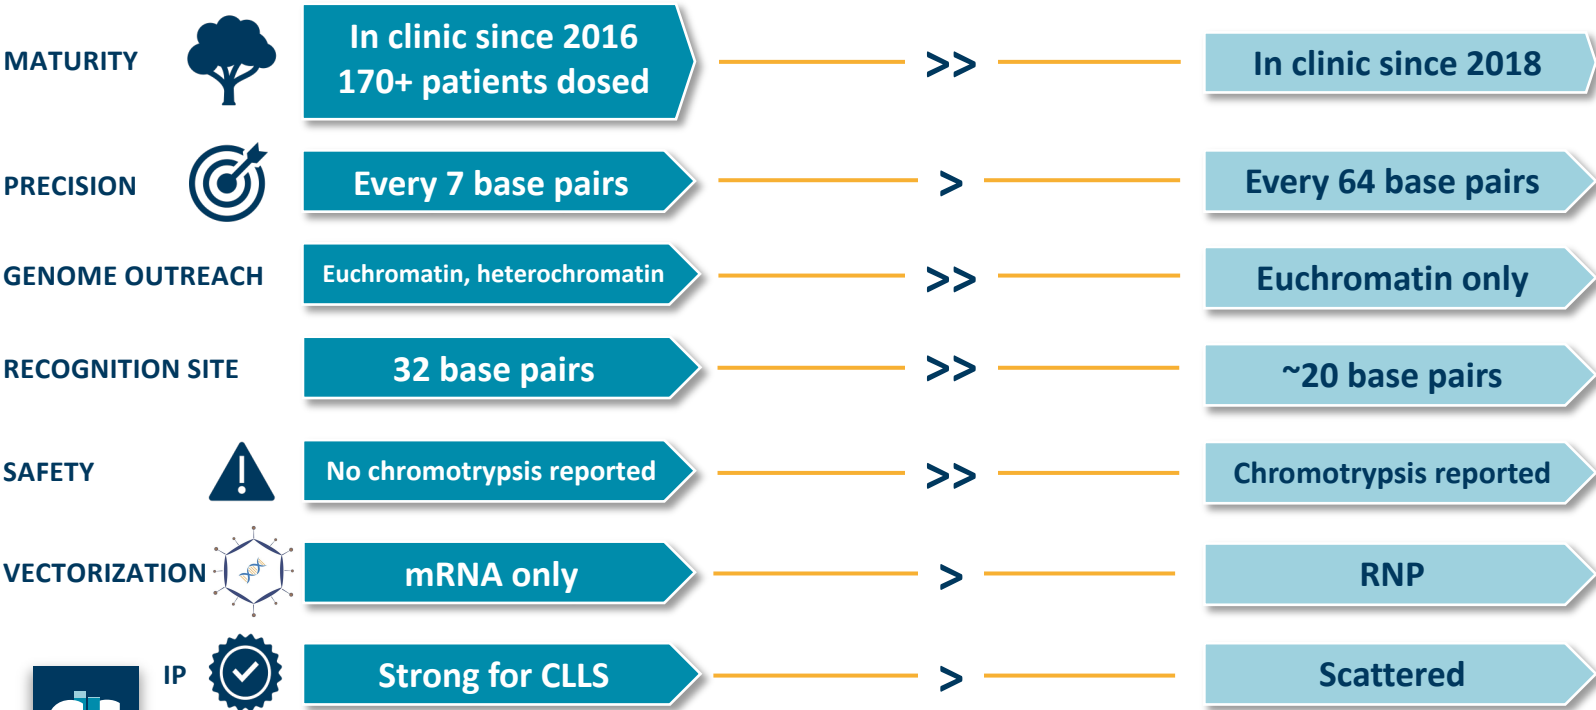 MATURITY
In clinic since 2016
170+ patients dosed
>>
In clinic since 2018
PRECISION
Every 7 base pairs
>
Every 64 base pairs
GENOME OUTREACH
Euchromatin, heterochromatin
>>
Euchromatin only
RECOGNITION SITE
32 base pairs
>>
~20 base pairs
SAFETY
No chromotrypsis reported
>>
Chromotrypsis reported
VECTORIZATION
mRNA only
>
RNP
IP
Strong for CLLS
>
Scattered